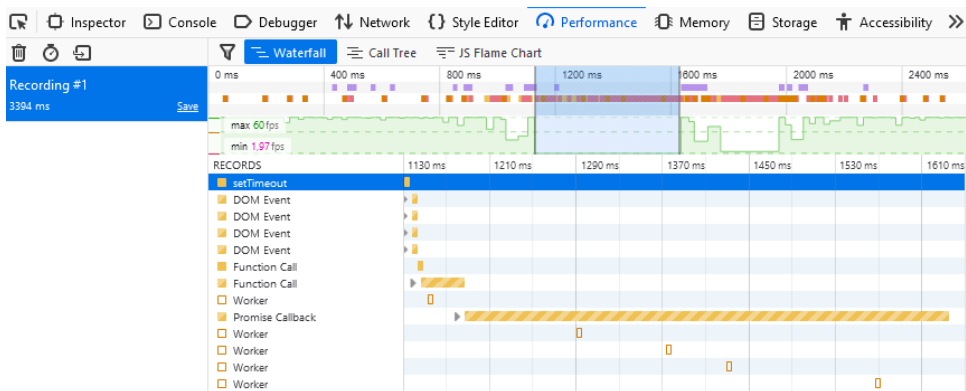 Inspector Console Debugger Network {} Style Editor Performance Memory Storage Accessibility
Waterfall Call Tree JS Flame Chart
Recording #1
3394 ms Save
0 ms 400 ms 800 ms 1200 ms 1600 ms 2000 ms 2400 ms
max 60 fps
min 1,97 fps
RECORDS 1130 ms 1210 ms 1290 ms 1370 ms 1450 ms 1530 ms 1610 ms
setTimeout
DOM Event
DOM Event
DOM Event
DOM Event
Function Call
Function Call
Worker
Promise Callback
Worker
Worker
Worker
Worker